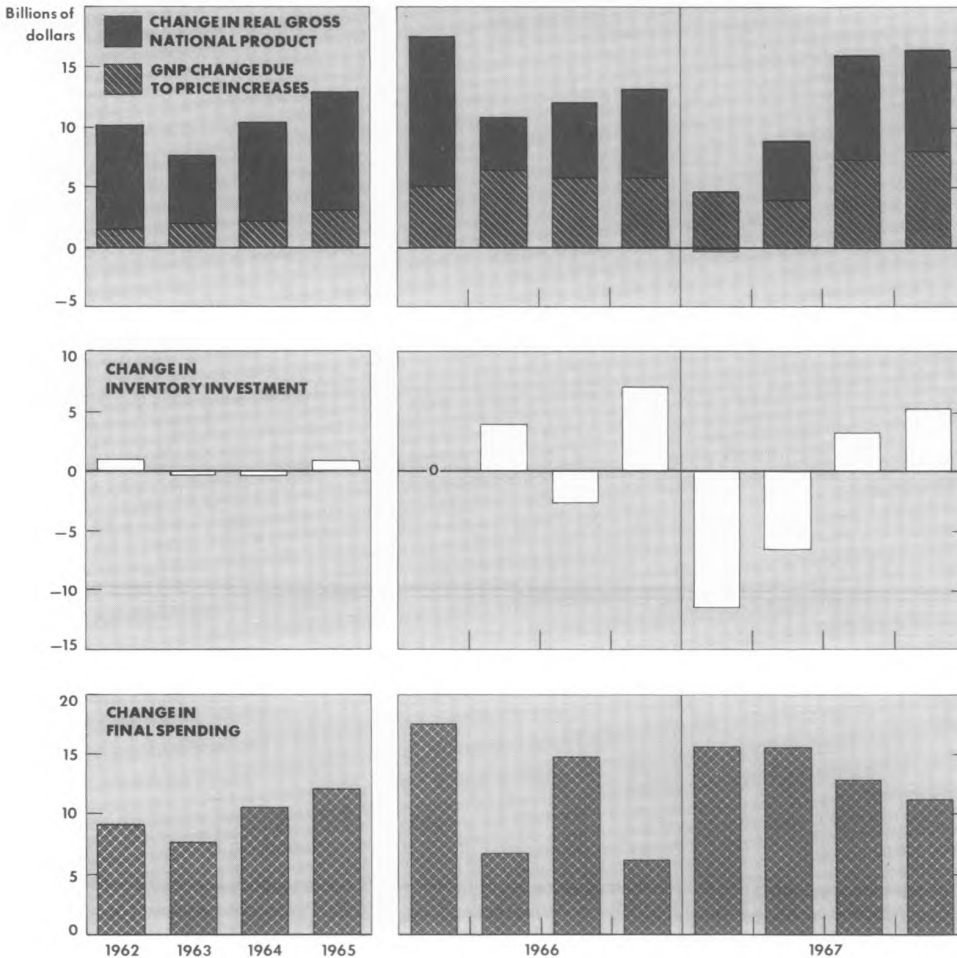 Billions of
dollars
CHANGE IN REAL GROSS
NATIONAL PRODUCT
GNP CHANGE DUE
TO PRICE INCREASES
15
10
5
0
−5
10
CHANGE IN
INVENTORY INVESTMENT
5
0
0
−5
−10
−15
20
CHANGE IN
FINAL SPENDING
15
10
5
0
1962 1963 1964 1965 1966 1967